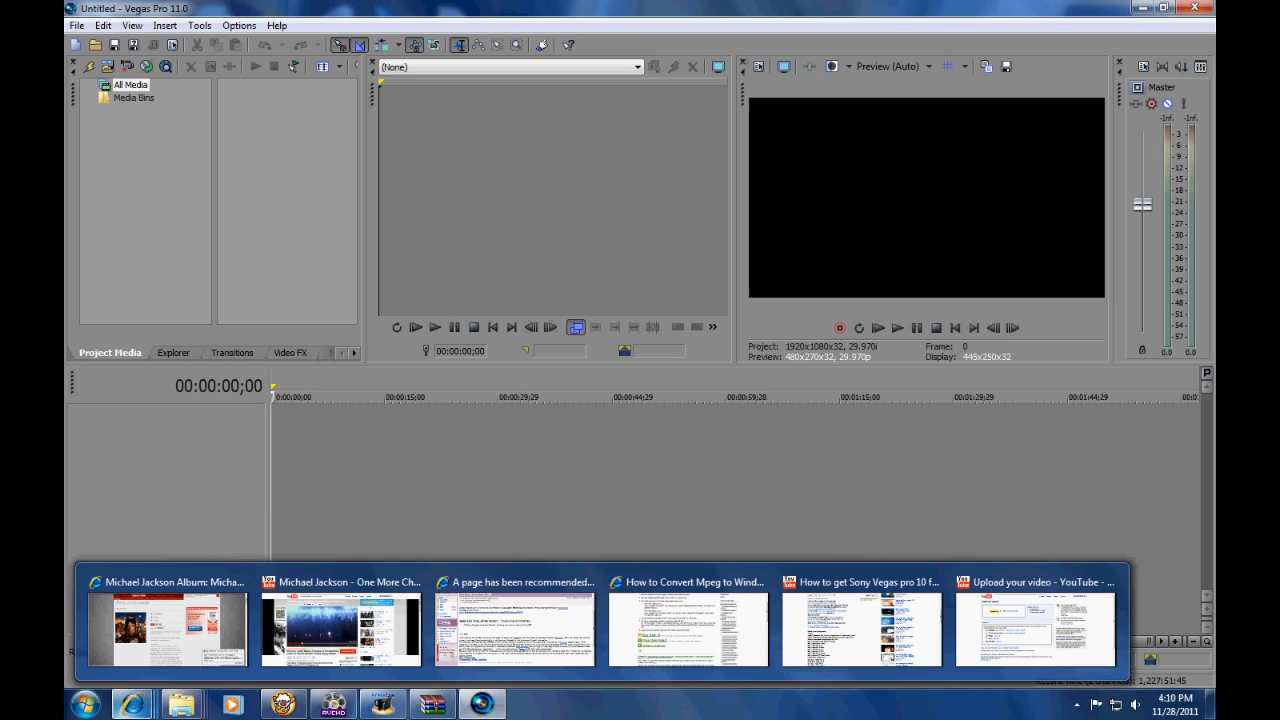 Untitled - Vegas Pro 11.0
File Edit View Insert Tools Options Help
(None)
Preview (Auto)
All Media
Media Bins
Master
-Inf. -Inf.
3
6
9
12
15
18
21
24
27
30
33
36
39
42
45
48
51
54
57
0.0 0.0
Project Media Explorer Transitions Video FX
00:00:00;00
Project: 1920x1080x32, 29.970i
Frame: 0
Preview: 480x270x32, 29.970p
Display: 445x250x32
00:00:00;00
0:00:00;00 00:00:15;00 00:00:29;29 00:00:44;29 00:00:59;28 00:01:15;00 00:01:29;29 00:01:44;29 00:0
Michael Jackson Album: Micha...
Michael Jackson - One More Ch...
A page has been recommended...
How to Convert Mpeg to Wind...
How to get Sony Vegas pro 10 f...
Upload your video - YouTube - ...
1,227:51:45
PVCHD
4:10 PM
11/28/2011